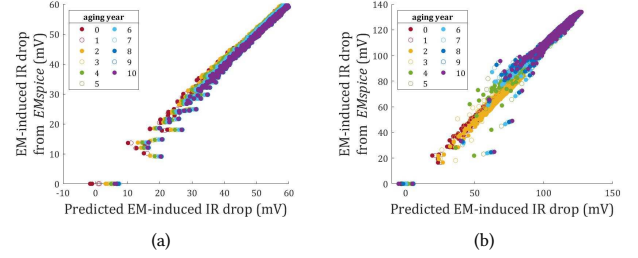 aging year
0 6
1 7
2 8
3 9
4 10
5
EM-induced IR drop
from EMspice (mV)
60
50
40
30
20
10
0
-10 0 10 20 30 40 50 60
Predicted EM-induced IR drop (mV)
(a)
aging year
0 6
1 7
2 8
3 9
4 10
5
EM-induced IR drop
from EMspice (mV)
140
120
100
80
60
40
20
0
0 50 100 150
Predicted EM-induced IR drop (mV)
(b)